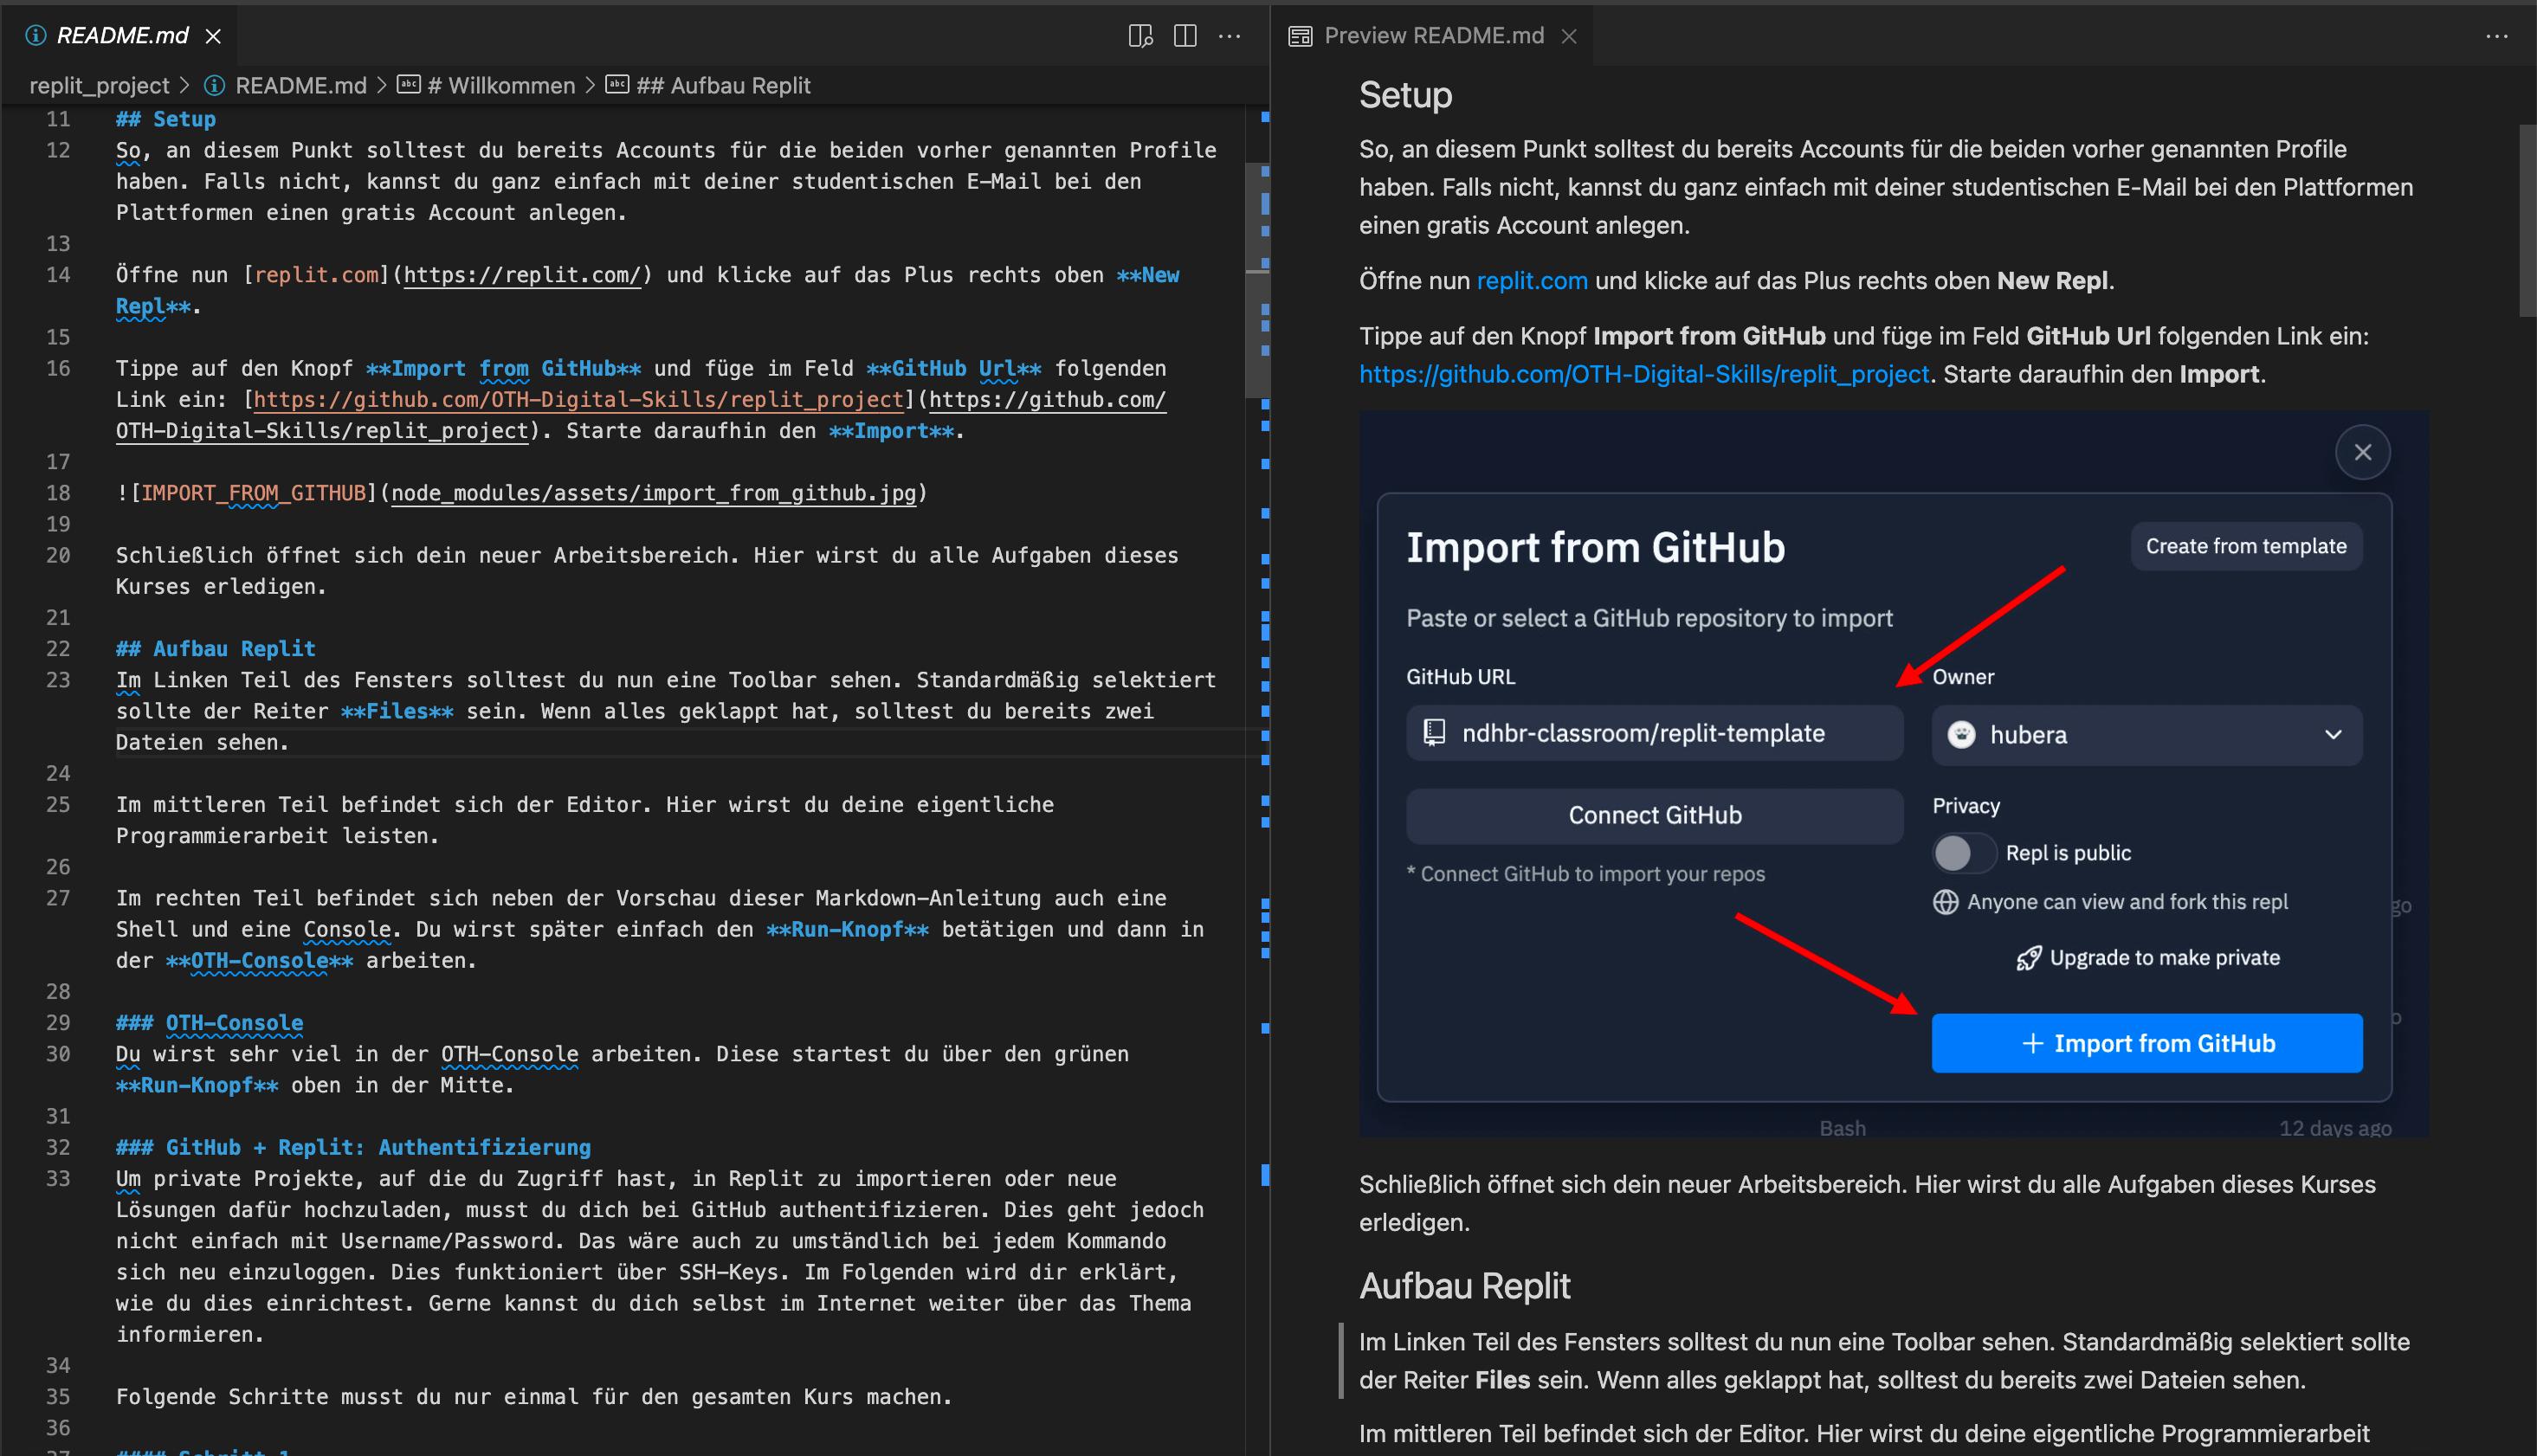 README.md
replit_project > README.md > # Willkommen > ## Aufbau Replit
11 ## Setup
12 So, an diesem Punkt solltest du bereits Accounts für die beiden vorher genannten Profile
haben. Falls nicht, kannst du ganz einfach mit deiner studentischen E-Mail bei den
Plattformen einen gratis Account anlegen.
13
14 Öffne nun [replit.com](https://replit.com/) und klicke auf das Plus rechts oben **New
Repl**.
15
16 Tippe auf den Knopf **Import from GitHub** und füge im Feld **GitHub Url** folgenden
Link ein: [https://github.com/OTH-Digital-Skills/replit_project](https://github.com/
OTH-Digital-Skills/replit_project). Starte daraufhin den **Import**.
17
18 ![IMPORT_FROM_GITHUB](node_modules/assets/import_from_github.jpg)
19
20 Schließlich öffnet sich dein neuer Arbeitsbereich. Hier wirst du alle Aufgaben dieses
Kurses erledigen.
21
22 ## Aufbau Replit
23 Im Linken Teil des Fensters solltest du nun eine Toolbar sehen. Standardmäßig selektiert
sollte der Reiter **Files** sein. Wenn alles geklappt hat, solltest du bereits zwei
Dateien sehen.
24
25 Im mittleren Teil befindet sich der Editor. Hier wirst du deine eigentliche
Programmierarbeit leisten.
26
27 Im rechten Teil befindet sich neben der Vorschau dieser Markdown-Anleitung auch eine
Shell und eine Console. Du wirst später einfach den **Run-Knopf** betätigen und dann in
der **OTH-Console** arbeiten.
28
29 ### OTH-Console
30 Du wirst sehr viel in der OTH-Console arbeiten. Diese startest du über den grünen
**Run-Knopf** oben in der Mitte.
31
32 ### GitHub + Replit: Authentifizierung
33 Um private Projekte, auf die du Zugriff hast, in Replit zu importieren oder neue
Lösungen dafür hochzuladen, musst du dich bei GitHub authentifizieren. Dies geht jedoch
nicht einfach mit Username/Password. Das wäre auch zu umständlich bei jedem Kommando
sich neu einzuloggen. Dies funktioniert über SSH-Keys. Im Folgenden wird dir erklärt,
wie du dies einrichtest. Gerne kannst du dich selbst im Internet weiter über das Thema
informieren.
34
35 Folgende Schritte musst du nur einmal für den gesamten Kurs machen.
36
37 #### Schritt 1
Preview README.md
Setup
So, an diesem Punkt solltest du bereits Accounts für die beiden vorher genannten Profile
haben. Falls nicht, kannst du ganz einfach mit deiner studentischen E-Mail bei den Plattformen
einen gratis Account anlegen.
Öffne nun replit.com und klicke auf das Plus rechts oben New Repl.
Tippe auf den Knopf Import from GitHub und füge im Feld GitHub Url folgenden Link ein:
https://github.com/OTH-Digital-Skills/replit_project. Starte daraufhin den Import.
Import from GitHub
Create from template
Paste or select a GitHub repository to import
GitHub URL
Owner
ndhbr-classroom/replit-template
hubera
Connect GitHub
Privacy
Repl is public
* Connect GitHub to import your repos
Anyone can view and fork this repl
go
Upgrade to make private
o
+ Import from GitHub
Bash
12 days ago
Schließlich öffnet sich dein neuer Arbeitsbereich. Hier wirst du alle Aufgaben dieses Kurses
erledigen.
Aufbau Replit
Im Linken Teil des Fensters solltest du nun eine Toolbar sehen. Standardmäßig selektiert sollte
der Reiter Files sein. Wenn alles geklappt hat, solltest du bereits zwei Dateien sehen.
Im mittleren Teil befindet sich der Editor. Hier wirst du deine eigentliche Programmierarbeit